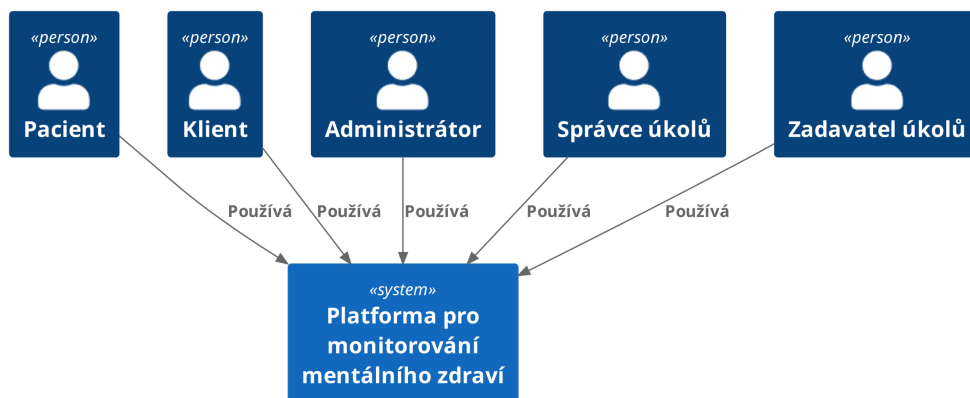 «person» «person» «person» «person» «person»
Pacient Klient Administrátor Správce úkolů Zadavatel úkolů
Používá Používá Používá Používá Používá
«system»
Platforma pro
monitorování
mentálního zdraví